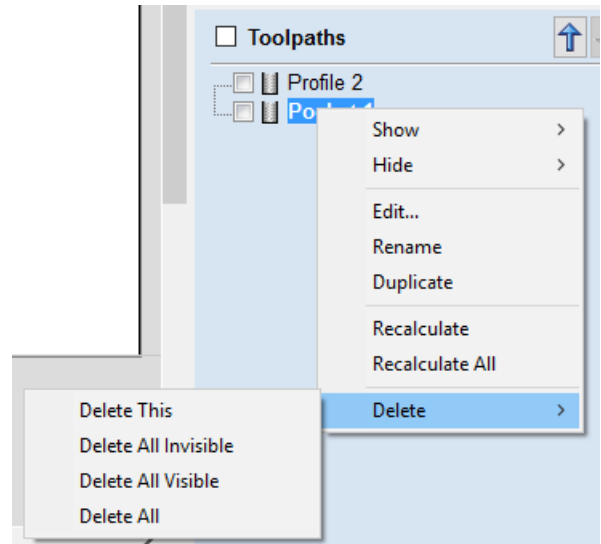 Toolpaths
Profile 2
Show
Hide
Edit...
Rename
Duplicate
Recalculate
Recalculate All
Delete
Delete This
Delete All Invisible
Delete All Visible
Delete All